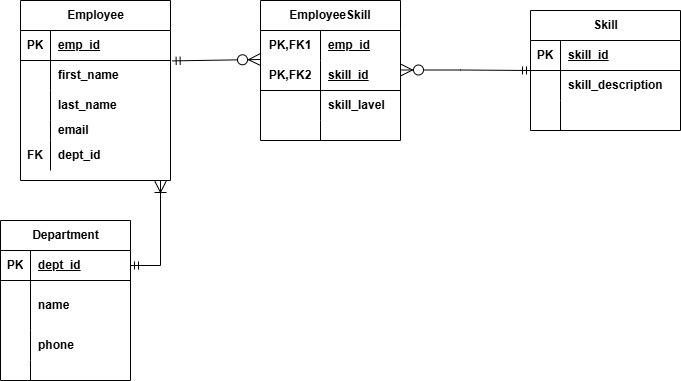 Employee
PK emp_id
first_name
last_name
email
FK dept_id
EmployeeSkill
PK,FK1 emp_id
PK,FK2 skill_id
skill_lavel
Skill
PK skill_id
skill_description
Department
PK dept_id
name
phone